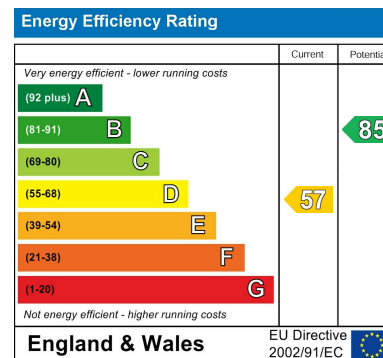 Energy Efficiency Rating
Current Potentia
Very energy efficient - lower running costs
(92 plus) A
(81-91) B
85
(69-80) C
(55-68) D
57
(39-54) E
(21-38) F
(1-20) G
Not energy efficient - higher running costs
England & Wales
EU Directive
2002/91/EC